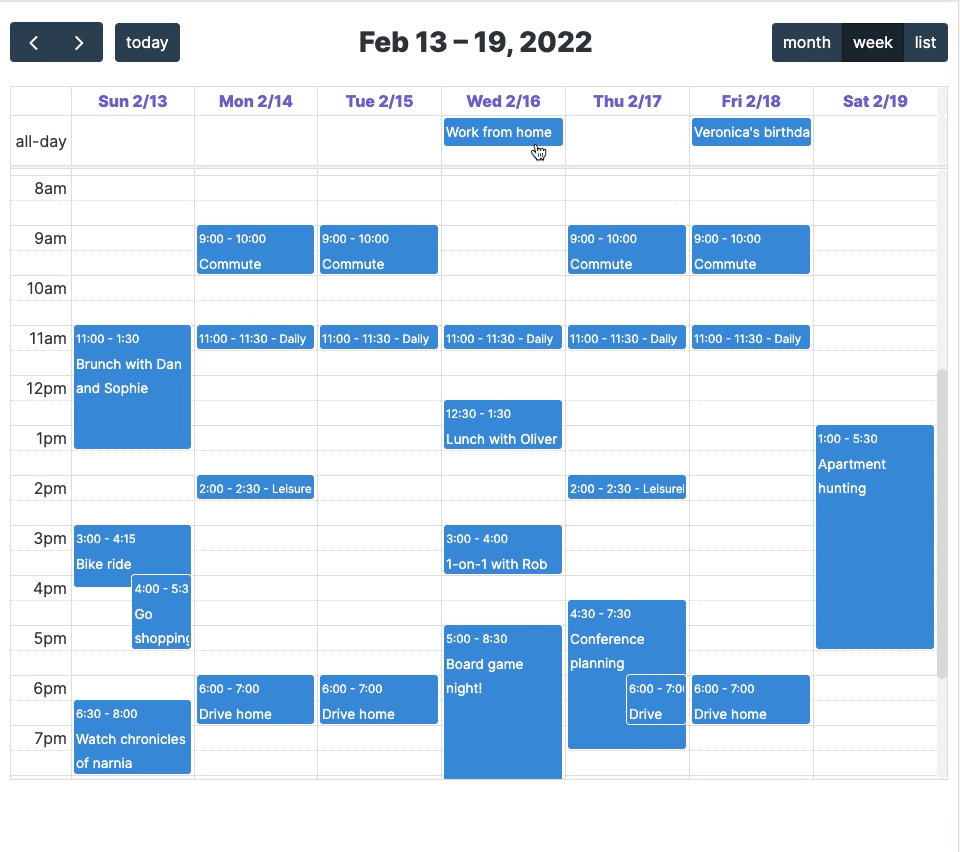 today
Feb 13 – 19, 2022
month week list
Sun 2/13 Mon 2/14 Tue 2/15 Wed 2/16 Thu 2/17 Fri 2/18 Sat 2/19
all-day
Work from home
Veronica's birthda
8am
9am
9:00 - 10:00
Commute
9:00 - 10:00
Commute
9:00 - 10:00
Commute
9:00 - 10:00
Commute
10am
11am
11:00 - 1:30
Brunch with Dan
and Sophie
11:00 - 11:30 - Daily
11:00 - 11:30 - Daily
11:00 - 11:30 - Daily
11:00 - 11:30 - Daily
11:00 - 11:30 - Daily
12pm
12:30 - 1:30
Lunch with Oliver
1pm
1:00 - 5:30
Apartment
hunting
2pm
2:00 - 2:30 - Leisure
2:00 - 2:30 - Leisure
3pm
3:00 - 4:15
Bike ride
3:00 - 4:00
1-on-1 with Rob
4pm
4:00 - 5:3
Go
shopping
4:30 - 7:30
Conference
planning
5pm
5:00 - 8:30
Board game
night!
6pm
6:00 - 7:00
Drive home
6:00 - 7:00
Drive home
6:00 - 7:00
Drive
6:00 - 7:00
Drive home
6:30 - 8:00
Watch chronicles
of narnia
7pm